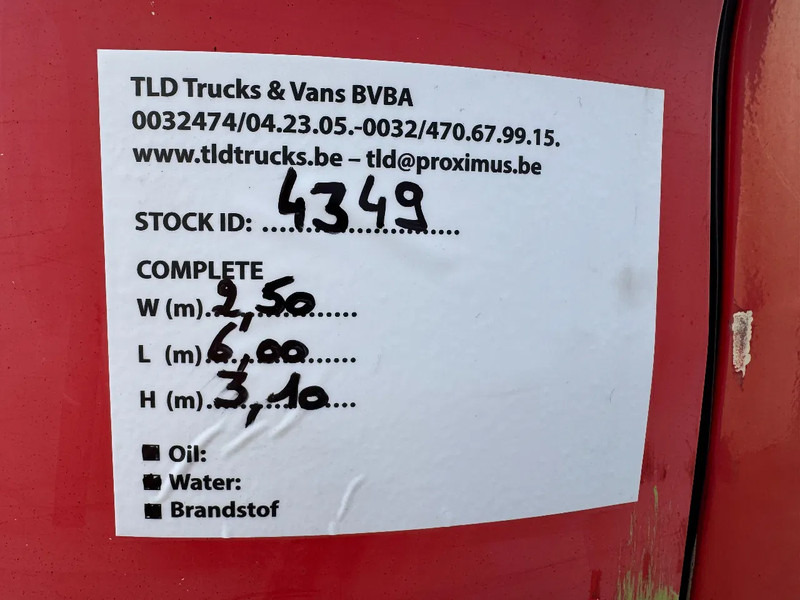 TLD Trucks & Vans BVBA
0032474/04.23.05.-0032/470.67.99.15.
www.tldtrucks.be – tld@proximus.be
STOCK ID: 4349
COMPLETE
W (m) 2,50
L (m) 6,00
H (m) 3,10
Oil:
Water:
Brandstof